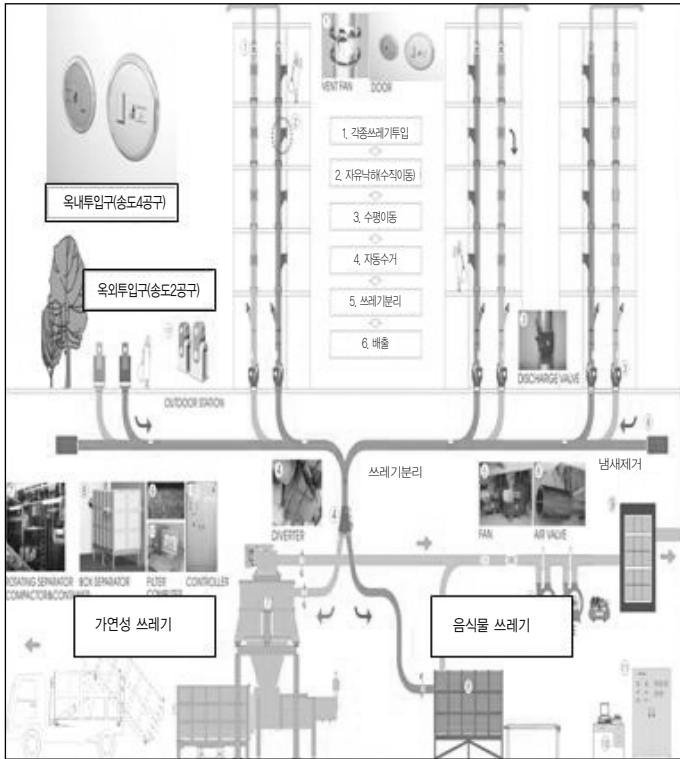 VENT FAN
DOOR
1. 각종쓰레기투입
2. 자유낙하(수직이동)
3. 수평이동
4. 자동수거
5. 쓰레기분리
6. 배출
옥내투입구(송도4공구)
옥외투입구(송도2공구)
OUTDOOR STATION
DISCHARGE VALVE
쓰레기분리
냄새제거
DIVERTER
FAN
AIR VALVE
ROTATING SEPARATOR
COMPACTOR&CONTAINER
BOX SEPARATOR
FILTER
COMPUTER
CONTROLLER
가연성 쓰레기
음식물 쓰레기